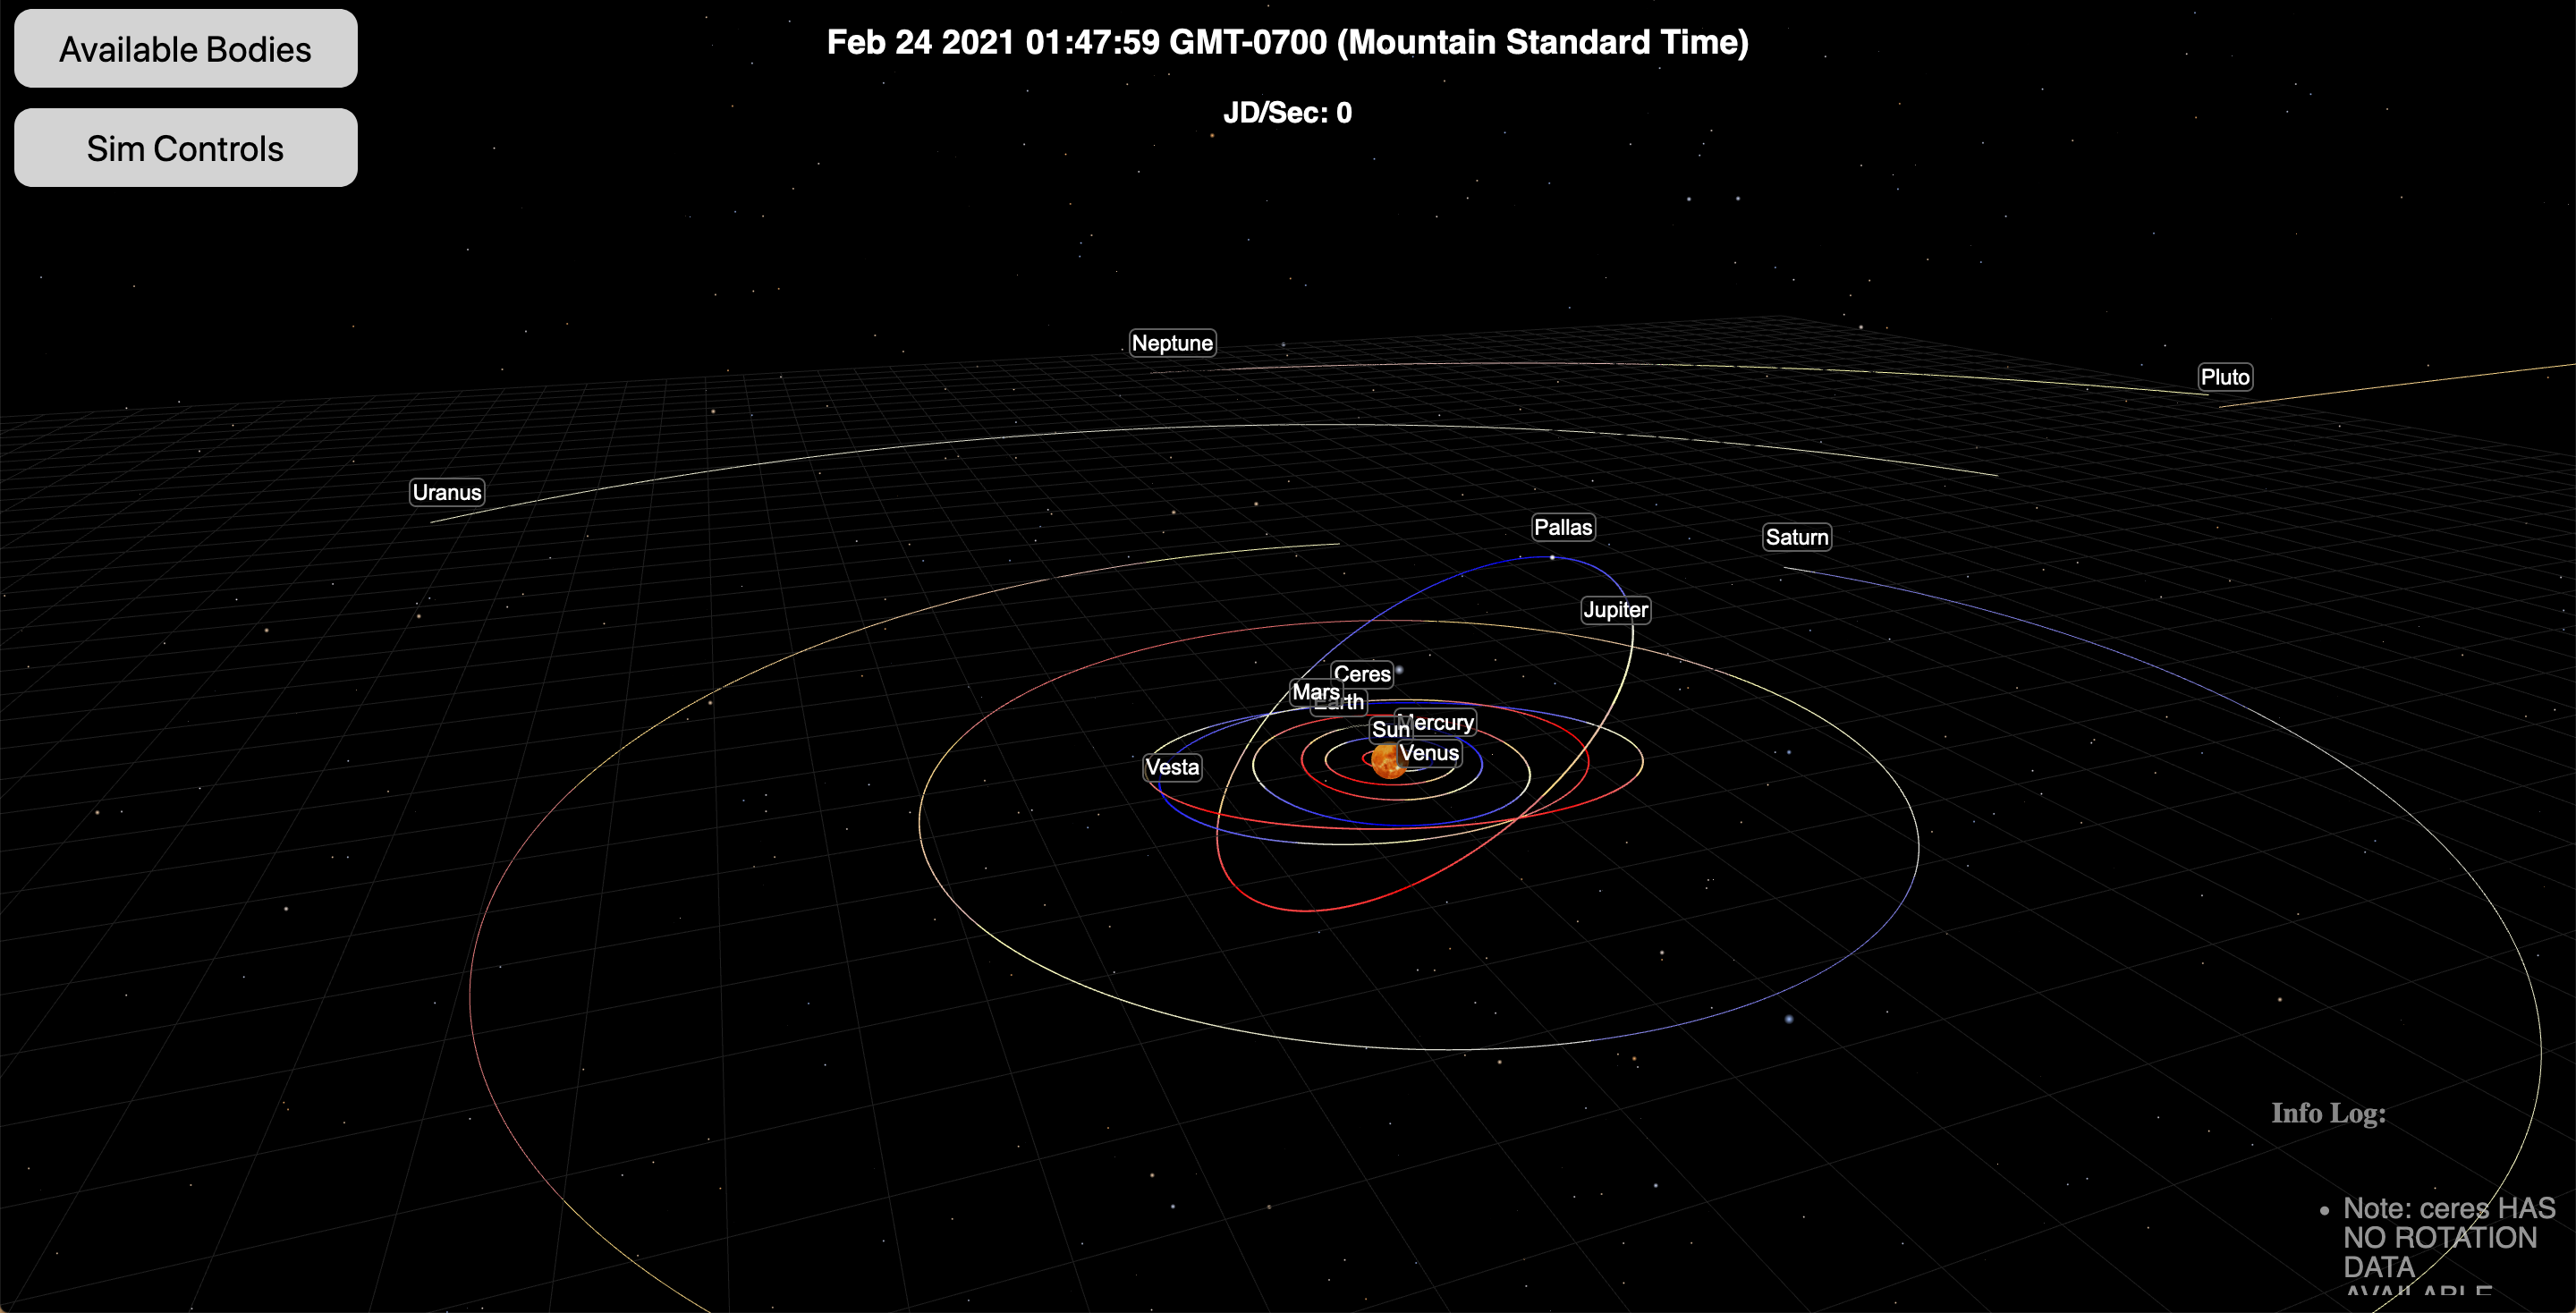 Available Bodies
Sim Controls
Feb 24 2021 01:47:59 GMT-0700 (Mountain Standard Time)
JD/Sec: 0
Neptune
Pluto
Uranus
Pallas
Saturn
Jupiter
Ceres
Mars
Earth
Mercury
Sun
Venus
Vesta
Info Log:
Note: ceres HAS
NO ROTATION
DATA
AVAILABLE